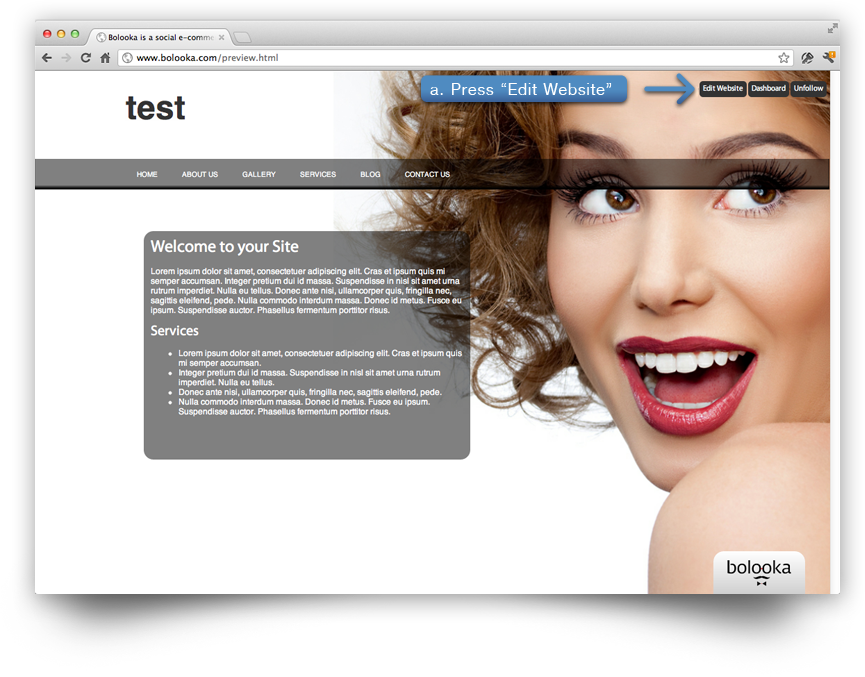 Bolooka is a social e-comme
www.bolooka.com/preview.html
a. Press “Edit Website”
Edit Website Dashboard Unfollow
test
HOME ABOUT US GALLERY SERVICES BLOG CONTACT US
Welcome to your Site
Lorem ipsum dolor sit amet, consectetuer adipiscing elit. Cras et ipsum quis mi
semper accumsan. Integer pretium dui id massa. Suspendisse in nisl sit amet urna
rutrum imperdiet. Nulla eu tellus. Donec ante nisi, ullamcorper quis, fringilla nec,
sagittis eleifend, pede. Nulla commodo interdum massa. Donec id metus. Fusce eu
ipsum. Suspendisse auctor. Phasellus fermentum porttitor risus.
Services
Lorem ipsum dolor sit amet, consectetuer adipiscing elit. Cras et ipsum quis
mi semper accumsan.
Integer pretium dui id massa. Suspendisse in nisl sit amet urna rutrum
imperdiet. Nulla eu tellus.
Donec ante nisi, ullamcorper quis, fringilla nec, sagittis eleifend, pede.
Nulla commodo interdum massa. Donec id metus. Fusce eu ipsum.
Suspendisse auctor. Phasellus fermentum porttitor risus.
bolooka